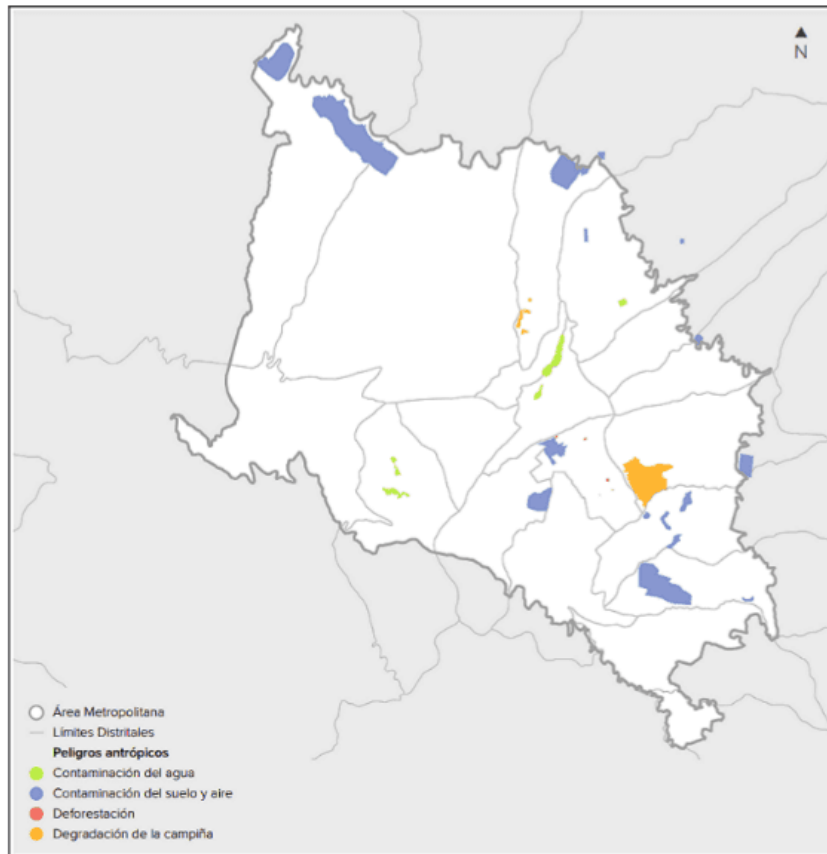 N
Área Metropolitana
Límites Distritales
Peligros antrópicos
Contaminación del agua
Contaminación del suelo y aire
Deforestación
Degradación de la campiña